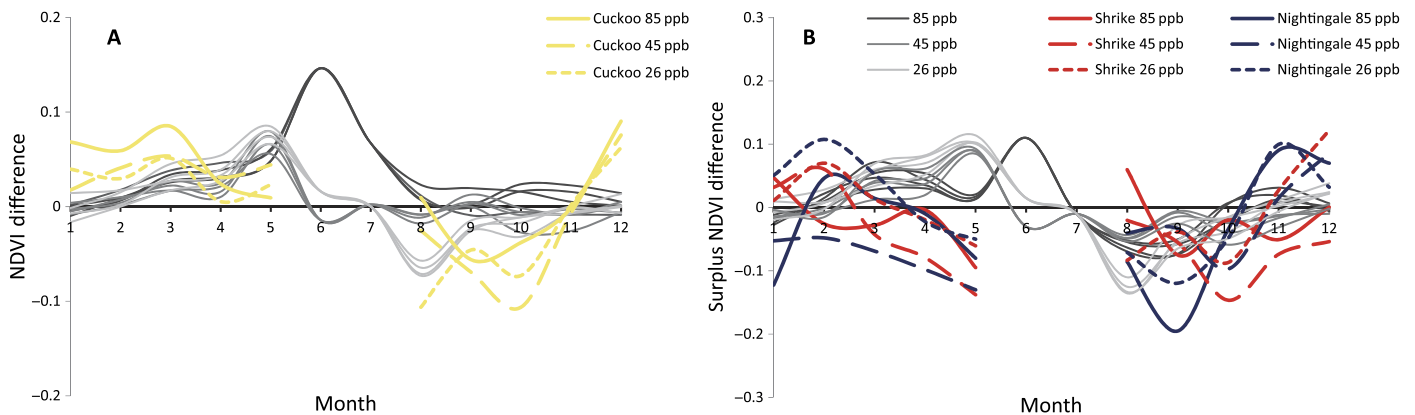 A
Cuckoo 85 ppb
Cuckoo 45 ppb
Cuckoo 26 ppb
NDVI difference
0.2
0.1
0
–0.1
–0.2
1 2 3 4 5 6 7 8 9 10 11 12
Month
B
85 ppb
45 ppb
26 ppb
Shrike 85 ppb
Shrike 45 ppb
Shrike 26 ppb
Nightingale 85 ppb
Nightingale 45 ppb
Nightingale 26 ppb
Surplus NDVI difference
0.3
0.2
0.1
0
–0.1
–0.2
–0.3
1 2 3 4 5 6 7 8 9 10 11 12
Month